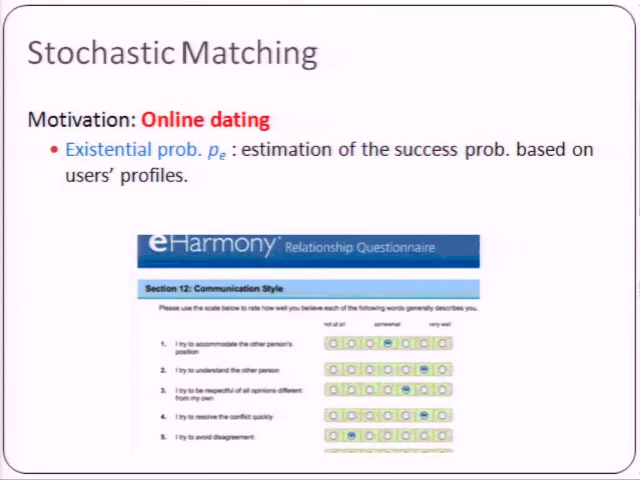 Stochastic Matching
Motivation: Online dating
• Existential prob. pe : estimation of the success prob. based on
users' profiles.
eHarmony® Relationship Questionnaire
Section 12: Communication Style
Please use the scale below to rate how well you believe each of the following words generally describes you.
not at all somewhat very well
1. I try to accommodate the other person's
position
2. I try to understand the other person
3. I try to be respectful of all opinions different
from my own
4. I try to resolve the conflict quickly
5. I try to avoid disagreement